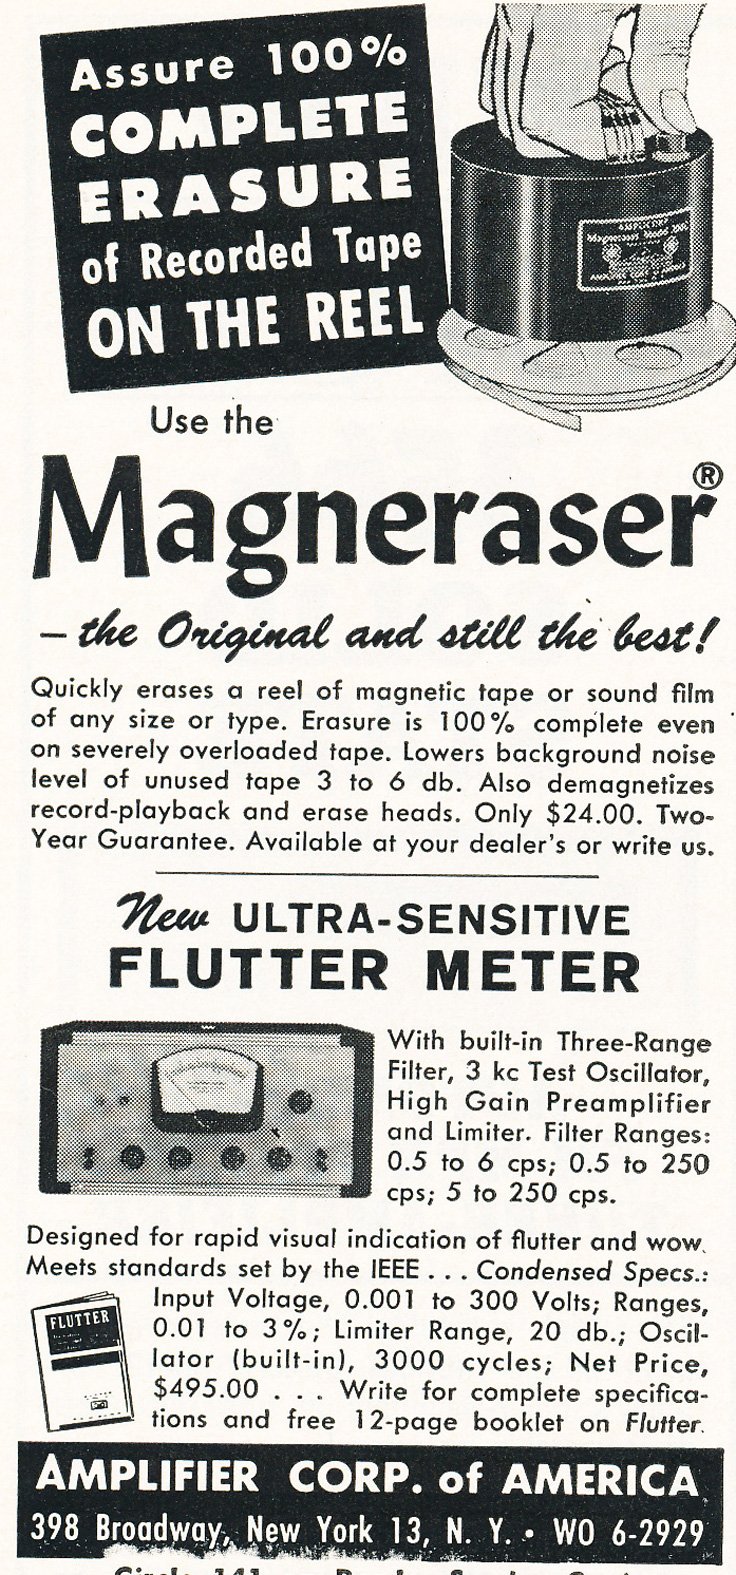 Assure 100%
COMPLETE
ERASURE
of Recorded Tape
ON THE REEL
Use the
Magneraser®
– the Original and still the best!
Quickly erases a reel of magnetic tape or sound film
of any size or type. Erasure is 100% complete even
on severely overloaded tape. Lowers background noise
level of unused tape 3 to 6 db. Also demagnetizes
record-playback and erase heads. Only $24.00. Two-
Year Guarantee. Available at your dealer's or write us.
New ULTRA-SENSITIVE
FLUTTER METER
With built-in Three-Range
Filter, 3 kc Test Oscillator,
High Gain Preamplifier
and Limiter. Filter Ranges:
0.5 to 6 cps; 0.5 to 250
cps; 5 to 250 cps.
Designed for rapid visual indication of flutter and wow.
Meets standards set by the IEEE . . . Condensed Specs.:
FLUTTER
Input Voltage, 0.001 to 300 Volts; Ranges,
0.01 to 3%; Limiter Range, 20 db.; Oscil-
lator (built-in), 3000 cycles; Net Price,
$495.00 . . . Write for complete specifica-
tions and free 12-page booklet on Flutter.
AMPLIFIER CORP. of AMERICA
398 Broadway, New York 13, N. Y. • WO 6-2929